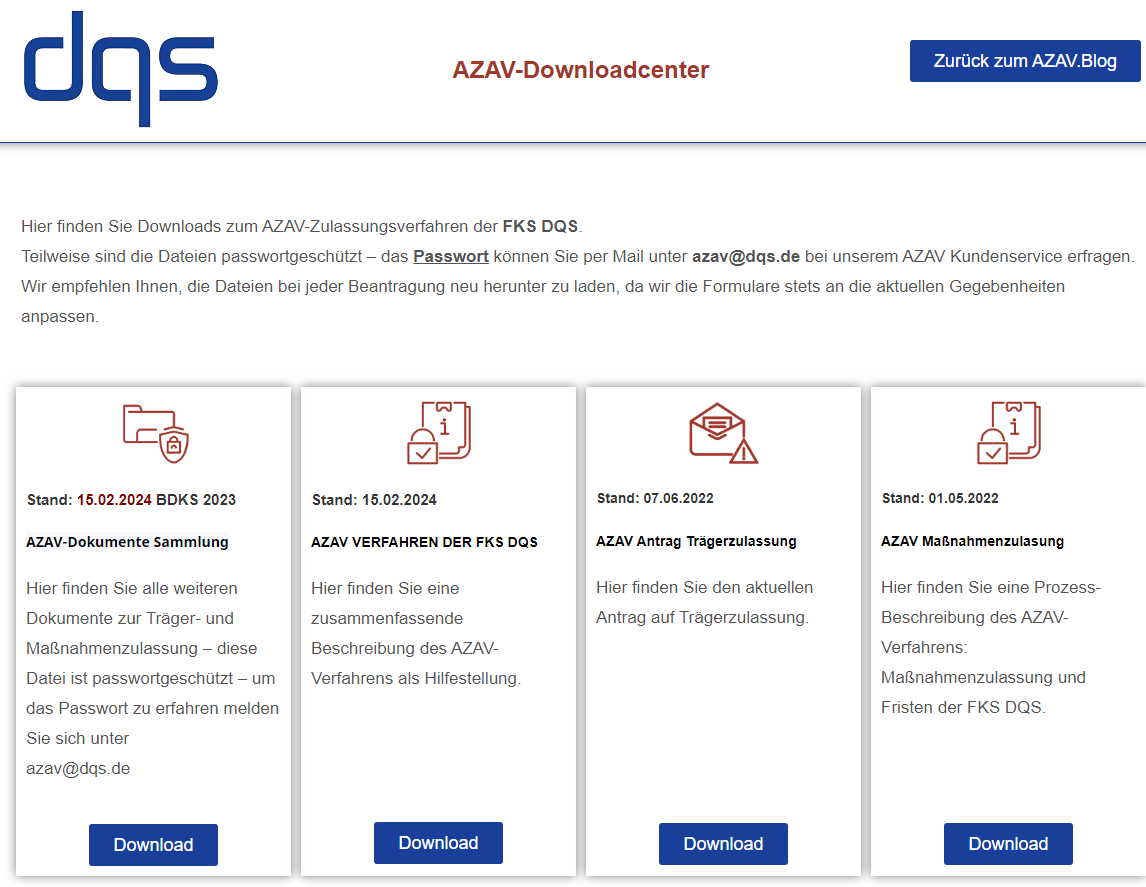 dqs
AZAV-Downloadcenter
Zurück zum AZAV.Blog
Hier finden Sie Downloads zum AZAV-Zulassungsverfahren der FKS DQS.
Teilweise sind die Dateien passwortgeschützt – das Passwort können Sie per Mail unter azav@dqs.de bei unserem AZAV Kundenservice erfragen.
Wir empfehlen Ihnen, die Dateien bei jeder Beantragung neu herunter zu laden, da wir die Formulare stets an die aktuellen Gegebenheiten
anpassen.
Stand: 15.02.2024 BDKS 2023
AZAV-Dokumente Sammlung
Hier finden Sie alle weiteren
Dokumente zur Träger- und
Maßnahmenzulassung – diese
Datei ist passwortgeschützt – um
das Passwort zu erfahren melden
Sie sich unter
azav@dqs.de
Download
Stand: 15.02.2024
AZAV VERFAHREN DER FKS DQS
Hier finden Sie eine
zusammenfassende
Beschreibung des AZAV-
Verfahrens als Hilfestellung.
Download
Stand: 07.06.2022
AZAV Antrag Trägerzulassung
Hier finden Sie den aktuellen
Antrag auf Trägerzulassung.
Download
Stand: 01.05.2022
AZAV Maßnahmenzulasung
Hier finden Sie eine Prozess-
Beschreibung des AZAV-
Verfahrens:
Maßnahmenzulassung und
Fristen der FKS DQS.
Download